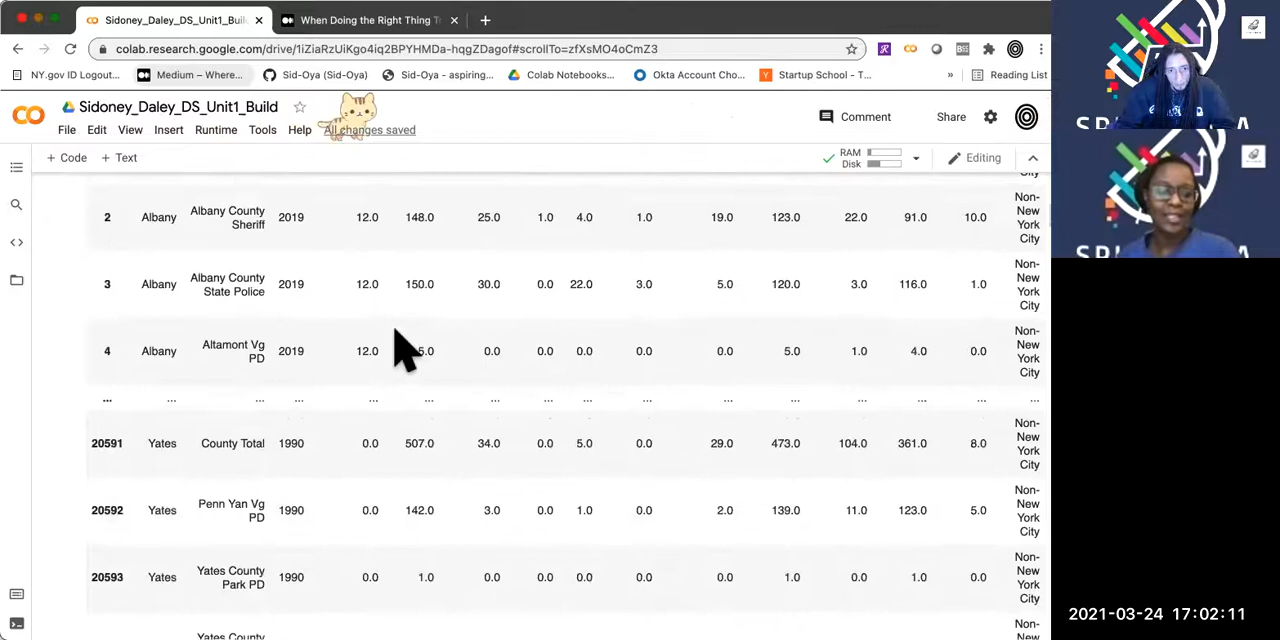 Sidoney_Daley_DS_Unit1_Buil
When Doing the Right Thing T
colab.research.google.com/drive/1iZiaRzUiKgo4iq2BPYHMDa-hqgZDagof#scrollTo=zfXsMO4oCmZ3
NY.gov ID Logout...
Medium – Where...
Sid-Oya (Sid-Oya)
Sid-Oya - aspiring...
Colab Notebooks...
Okta Account Cho...
Startup School - T...
»
Reading List
Sidoney_Daley_DS_Unit1_Build
File Edit View Insert Runtime Tools Help All changes saved
Comment Share
+ Code + Text
RAM
Disk
Editing
City
2 Albany Albany County Sheriff 2019 12.0 148.0 25.0 1.0 4.0 1.0 19.0 123.0 22.0 91.0 10.0 Non-New York City
3 Albany Albany County State Police 2019 12.0 150.0 30.0 0.0 22.0 3.0 5.0 120.0 3.0 116.0 1.0 Non-New York City
4 Albany Altamont Vg PD 2019 12.0 5.0 0.0 0.0 0.0 0.0 0.0 5.0 1.0 4.0 0.0 Non-New York City
... ... ... ... ... ... ... ... ... ... ... ... ... ... ...
20591 Yates County Total 1990 0.0 507.0 34.0 0.0 5.0 0.0 29.0 473.0 104.0 361.0 8.0 Non-New York City
20592 Yates Penn Yan Vg PD 1990 0.0 142.0 3.0 0.0 1.0 0.0 2.0 139.0 11.0 123.0 5.0 Non-New York City
20593 Yates Yates County Park PD 1990 0.0 1.0 0.0 0.0 0.0 0.0 0.0 1.0 0.0 1.0 0.0 Non-New York City
Yates County Non-
2021-03-24 17:02:11